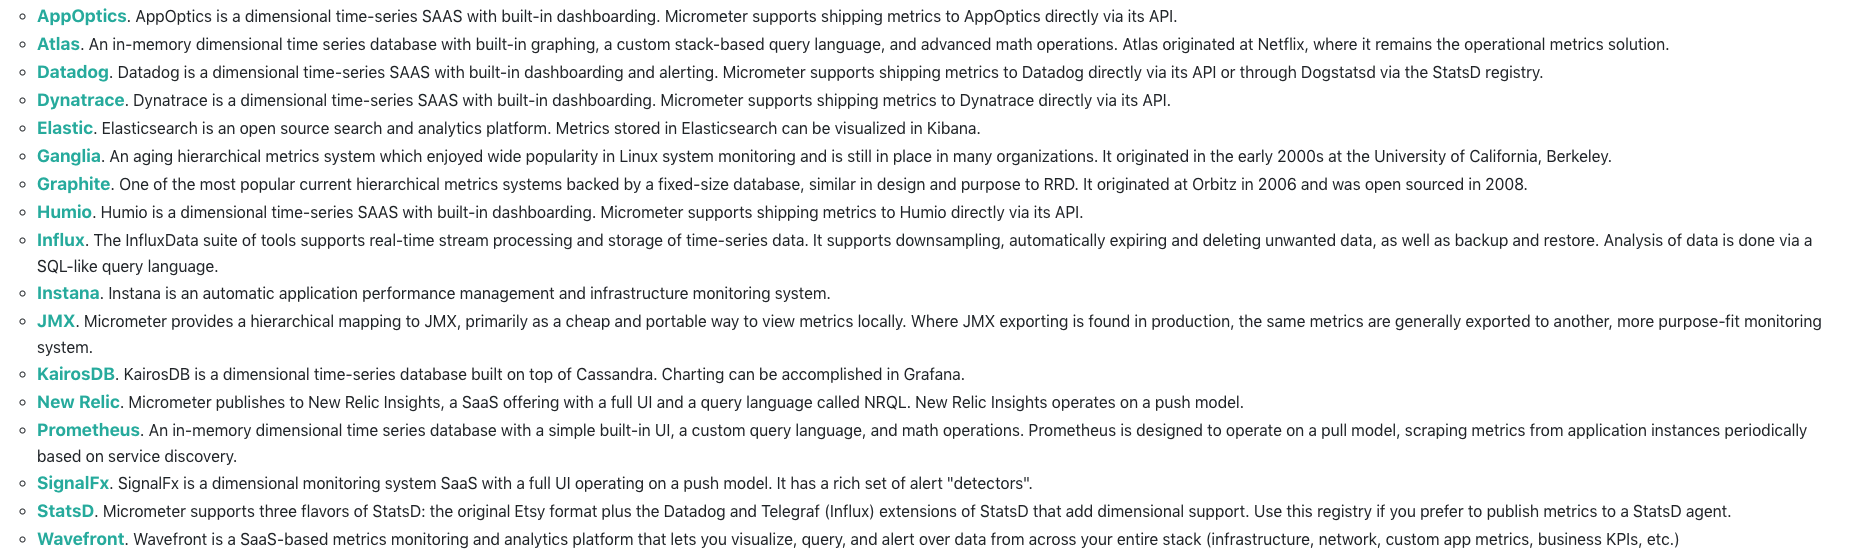 AppOptics. AppOptics is a dimensional time-series SAAS with built-in dashboarding. Micrometer supports shipping metrics to AppOptics directly via its API.
Atlas. An in-memory dimensional time series database with built-in graphing, a custom stack-based query language, and advanced math operations. Atlas originated at Netflix, where it remains the operational metrics solution.
Datadog. Datadog is a dimensional time-series SAAS with built-in dashboarding and alerting. Micrometer supports shipping metrics to Datadog directly via its API or through Dogstatsd via the StatsD registry.
Dynatrace. Dynatrace is a dimensional time-series SAAS with built-in dashboarding. Micrometer supports shipping metrics to Dynatrace directly via its API.
Elastic. Elasticsearch is an open source search and analytics platform. Metrics stored in Elasticsearch can be visualized in Kibana.
Ganglia. An aging hierarchical metrics system which enjoyed wide popularity in Linux system monitoring and is still in place in many organizations. It originated in the early 2000s at the University of California, Berkeley.
Graphite. One of the most popular current hierarchical metrics systems backed by a fixed-size database, similar in design and purpose to RRD. It originated at Orbitz in 2006 and was open sourced in 2008.
Humio. Humio is a dimensional time-series SAAS with built-in dashboarding. Micrometer supports shipping metrics to Humio directly via its API.
Influx. The InfluxData suite of tools supports real-time stream processing and storage of time-series data. It supports downsampling, automatically expiring and deleting unwanted data, as well as backup and restore. Analysis of data is done via a
SQL-like query language.
Instana. Instana is an automatic application performance management and infrastructure monitoring system.
JMX. Micrometer provides a hierarchical mapping to JMX, primarily as a cheap and portable way to view metrics locally. Where JMX exporting is found in production, the same metrics are generally exported to another, more purpose-fit monitoring
system.
KairosDB. KairosDB is a dimensional time-series database built on top of Cassandra. Charting can be accomplished in Grafana.
New Relic. Micrometer publishes to New Relic Insights, a SaaS offering with a full UI and a query language called NRQL. New Relic Insights operates on a push model.
Prometheus. An in-memory dimensional time series database with a simple built-in UI, a custom query language, and math operations. Prometheus is designed to operate on a pull model, scraping metrics from application instances periodically
based on service discovery.
SignalFx. SignalFx is a dimensional monitoring system SaaS with a full UI operating on a push model. It has a rich set of alert "detectors".
StatsD. Micrometer supports three flavors of StatsD: the original Etsy format plus the Datadog and Telegraf (Influx) extensions of StatsD that add dimensional support. Use this registry if you prefer to publish metrics to a StatsD agent.
Wavefront. Wavefront is a SaaS-based metrics monitoring and analytics platform that lets you visualize, query, and alert over data from across your entire stack (infrastructure, network, custom app metrics, business KPIs, etc.)